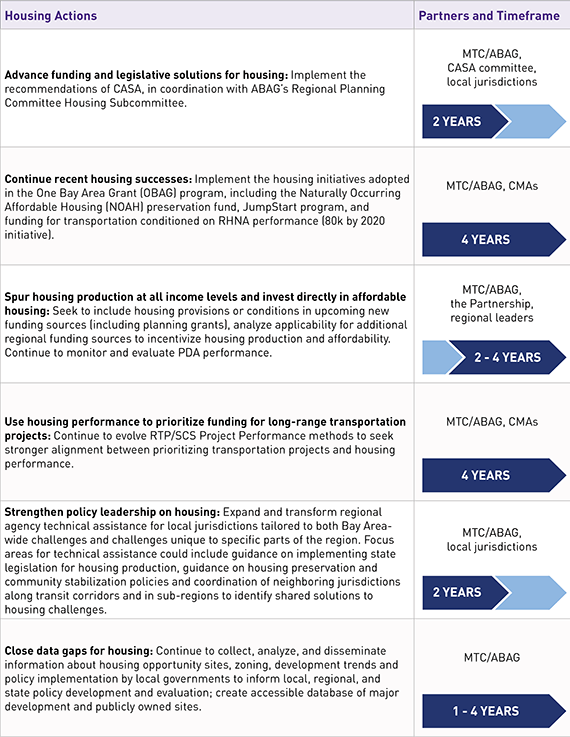 Housing Actions
Partners and Timeframe
Advance funding and legislative solutions for housing: Implement the
recommendations of CASA, in coordination with ABAG's Regional Planning
Committee Housing Subcommittee.
MTC/ABAG,
CASA committee,
local jurisdictions
2 YEARS
Continue recent housing successes: Implement the housing initiatives adopted
in the One Bay Area Grant (OBAG) program, including the Naturally Occurring
Affordable Housing (NOAH) preservation fund, JumpStart program, and
funding for transportation conditioned on RHNA performance (80k by 2020
initiative).
MTC/ABAG, CMAs
4 YEARS
Spur housing production at all income levels and invest directly in affordable
housing: Seek to include housing provisions or conditions in upcoming new
funding sources (including planning grants), analyze applicability for additional
regional funding sources to incentivize housing production and affordability.
Continue to monitor and evaluate PDA performance.
MTC/ABAG,
the Partnership,
regional leaders
2 - 4 YEARS
Use housing performance to prioritize funding for long-range transportation
projects: Continue to evolve RTP/SCS Project Performance methods to seek
stronger alignment between prioritizing transportation projects and housing
performance.
MTC/ABAG, CMAs
4 YEARS
Strengthen policy leadership on housing: Expand and transform regional
agency technical assistance for local jurisdictions tailored to both Bay Area-
wide challenges and challenges unique to specific parts of the region. Focus
areas for technical assistance could include guidance on implementing state
legislation for housing production, guidance on housing preservation and
community stabilization policies and coordination of neighboring jurisdictions
along transit corridors and in sub-regions to identify shared solutions to
housing challenges.
MTC/ABAG,
local jurisdictions
2 YEARS
Close data gaps for housing: Continue to collect, analyze, and disseminate
information about housing opportunity sites, zoning, development trends and
policy implementation by local governments to inform local, regional, and
state policy development and evaluation; create accessible database of major
development and publicly owned sites.
MTC/ABAG
1 - 4 YEARS